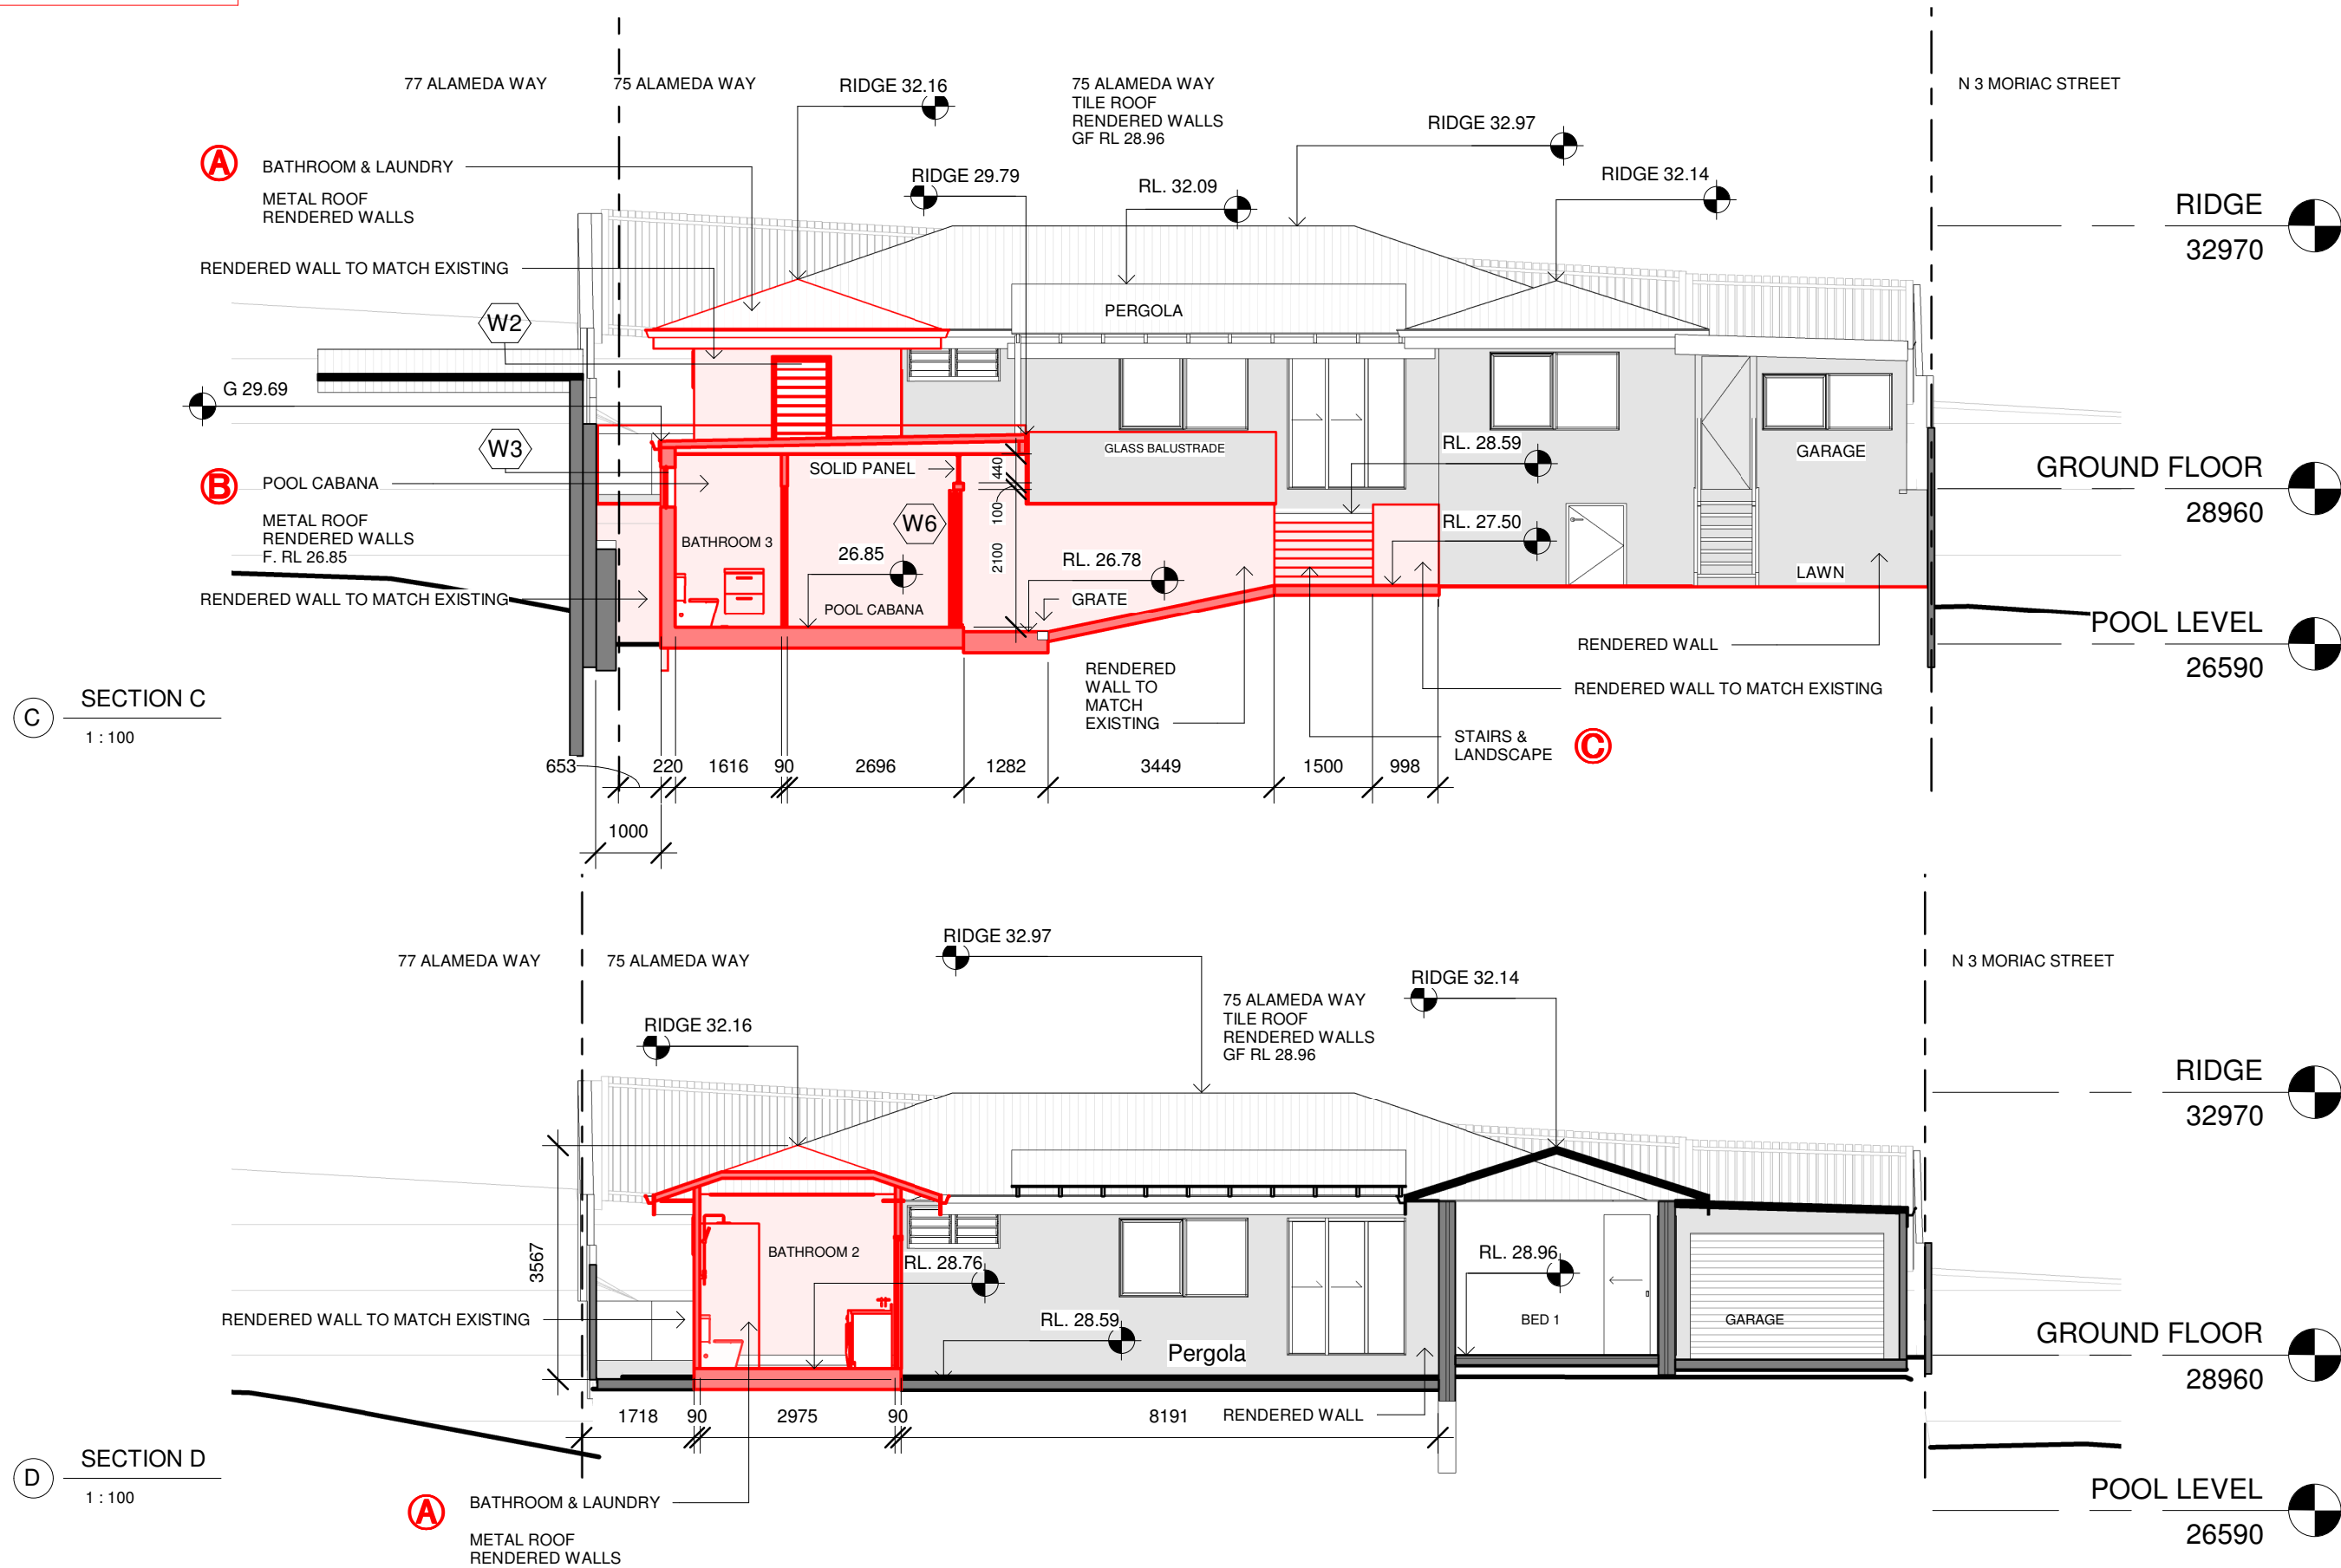 77 ALAMEDA WAY
75 ALAMEDA WAY
RIDGE 32.16
75 ALAMEDA WAY
TILE ROOF
RENDERED WALLS
GF RL 28.96
RIDGE 32.97
N 3 MORIAC STREET
A
BATHROOM & LAUNDRY
METAL ROOF
RENDERED WALLS
RIDGE 29.79
RL. 32.09
RIDGE 32.14
RIDGE
32970
RENDERED WALL TO MATCH EXISTING
W2
PERGOLA
G 29.69
W3
B
POOL CABANA
METAL ROOF
RENDERED WALLS
F. RL 26.85
RENDERED WALL TO MATCH EXISTING
SOLID PANEL
440
GLASS BALUSTRADE
RL. 28.59
GARAGE
GROUND FLOOR
28960
W6
100
BATHROOM 3
26.85
2100
RL. 26.78
RL. 27.50
LAWN
POOL CABANA
GRATE
POOL LEVEL
26590
RENDERED WALL
RENDERED
WALL TO
MATCH
EXISTING
RENDERED WALL TO MATCH EXISTING
STAIRS &
LANDSCAPE
C
C
SECTION C
1 : 100
653
220
1616
90
2696
1282
3449
1500
998
1000
77 ALAMEDA WAY
75 ALAMEDA WAY
RIDGE 32.97
N 3 MORIAC STREET
RIDGE 32.14
75 ALAMEDA WAY
TILE ROOF
RENDERED WALLS
GF RL 28.96
RIDGE 32.16
RIDGE
32970
3567
BATHROOM 2
RL. 28.76
RL. 28.96
RENDERED WALL TO MATCH EXISTING
RL. 28.59
Pergola
BED 1
GARAGE
GROUND FLOOR
28960
1718
90
2975
90
8191
RENDERED WALL
D
SECTION D
1 : 100
A
BATHROOM & LAUNDRY
METAL ROOF
RENDERED WALLS
POOL LEVEL
26590